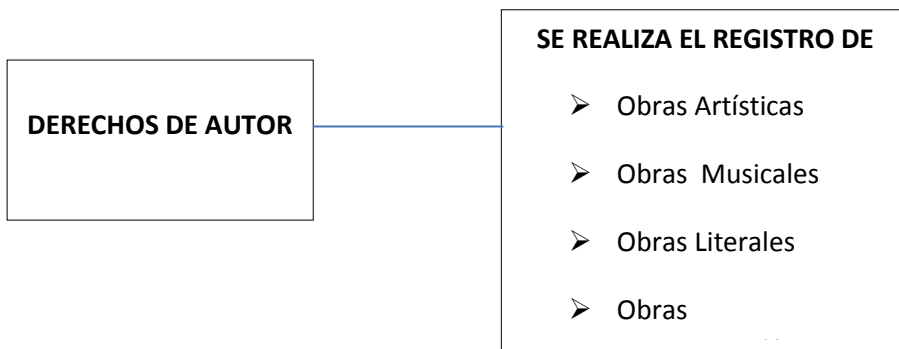 SE REALIZA EL REGISTRO DE
DERECHOS DE AUTOR
➢ Obras Artísticas
➢ Obras Musicales
➢ Obras Literales
➢ Obras